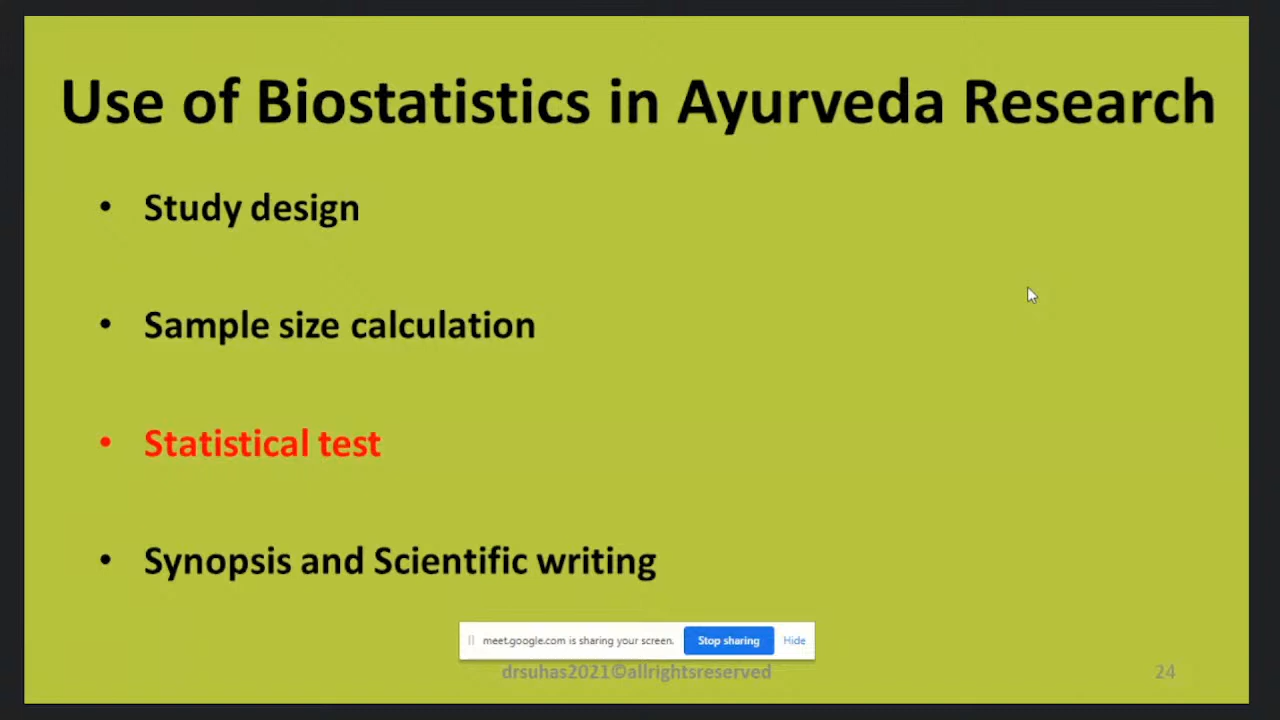 Use of Biostatistics in Ayurveda Research
• Study design
• Sample size calculation
• Statistical test
• Synopsis and Scientific writing
meet.google.com is sharing your screen. Stop sharing Hide
drsuhas2021©allrightsreserved 24